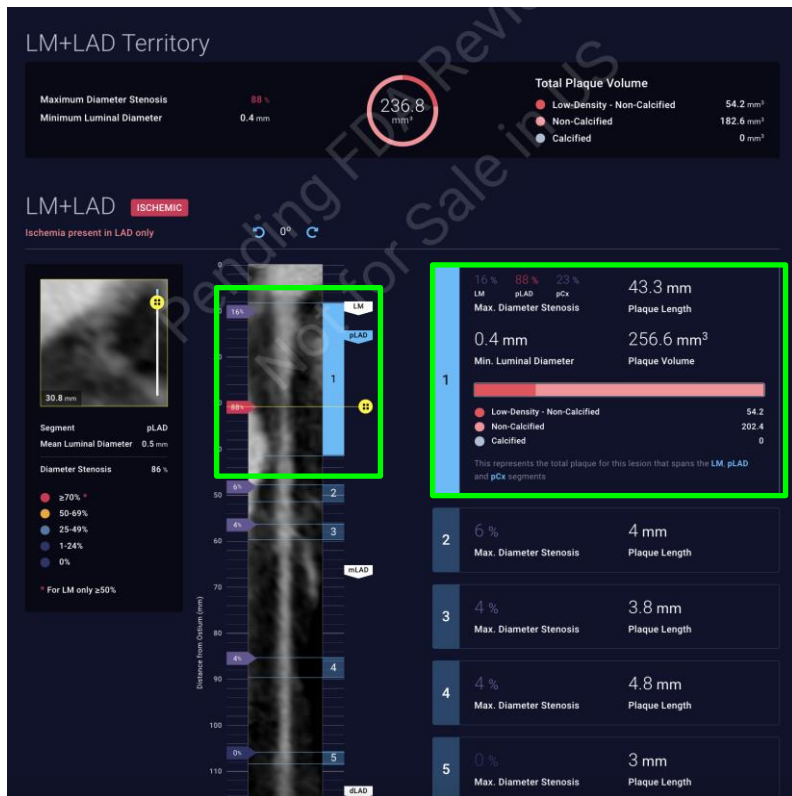 LM+LAD Territory
Maximum Diameter Stenosis 88 %
Minimum Luminal Diameter 0.4 mm
236.8
mm³
Total Plaque Volume
Low-Density - Non-Calcified 54.2 mm³
Non-Calcified 182.6 mm³
Calcified 0 mm³
Pending FDA Review
Not for Sale in US
LM+LAD ISCHEMIC
Ischemia present in LAD only
0º
30.8 mm
Segment pLAD
Mean Luminal Diameter 0.5 mm
Diameter Stenosis 86 %
≥70% *
50-69%
25-49%
1-24%
0%
* For LM only ≥50%
Distance from Ostium (mm)
0
16%
LM
pLAD
1
88%
6%
50
2
4%
3
60
mLAD
70
80
4%
4
90
100
0%
5
110
dLAD
1
16 % 88 % 23 %
LM pLAD pCx
Max. Diameter Stenosis
43.3 mm
Plaque Length
0.4 mm
Min. Luminal Diameter
256.6 mm³
Plaque Volume
Low-Density - Non-Calcified 54.2
Non-Calcified 202.4
Calcified 0
This represents the total plaque for this lesion that spans the LM, pLAD
and pCx segments
2
6 %
Max. Diameter Stenosis
4 mm
Plaque Length
3
4 %
Max. Diameter Stenosis
3.8 mm
Plaque Length
4
4 %
Max. Diameter Stenosis
4.8 mm
Plaque Length
5
0 %
Max. Diameter Stenosis
3 mm
Plaque Length